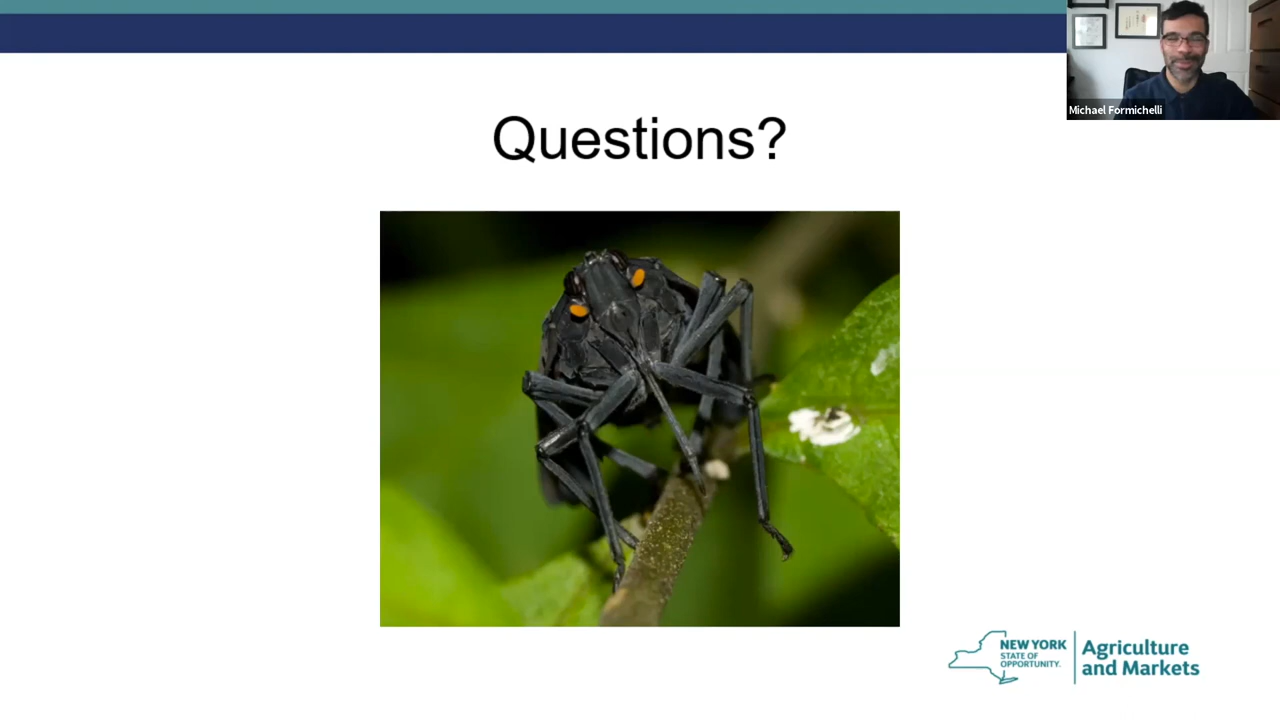 Michael Formichelli
Questions?
NEW YORK
STATE OF
OPPORTUNITY.
Agriculture
and Markets